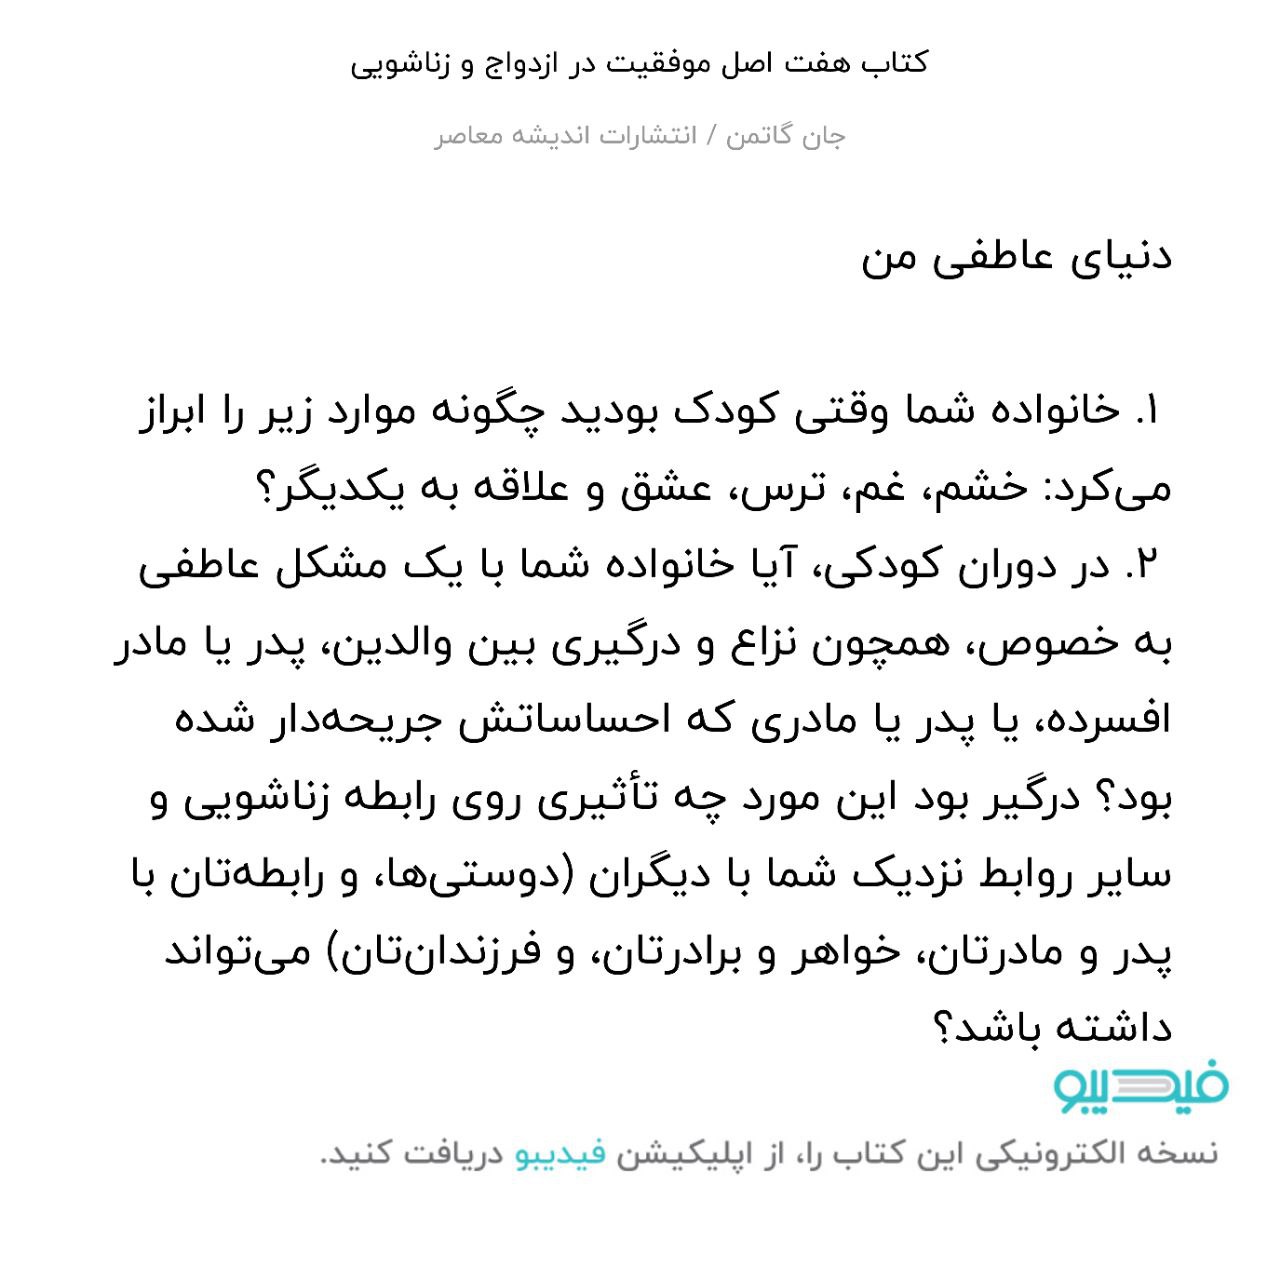 کتاب هفت اصل موفقیت در ازدواج و زناشویی
جان گاتمن / انتشارات اندیشه معاصر
دنیای عاطفی من
۱. خانواده شما وقتی کودک بودید چگونه موارد زیر را ابراز
می‌کرد: خشم، غم، ترس، عشق و علاقه به یکدیگر؟
۲. در دوران کودکی، آیا خانواده شما با یک مشکل عاطفی
به خصوص، همچون نزاع و درگیری بین والدین، پدر یا مادر
افسرده، یا پدر یا مادری که احساساتش جریحه‌دار شده
بود؟ درگیر بود این مورد چه تأثیری روی رابطه زناشویی و
سایر روابط نزدیک شما با دیگران (دوستی‌ها، و رابطه‌تان با
پدر و مادرتان، خواهر و برادرتان، و فرزندان‌تان) می‌تواند
داشته باشد؟
فیدیبو
نسخه الکترونیکی این کتاب را، از اپلیکیشن فیدیبو دریافت کنید.